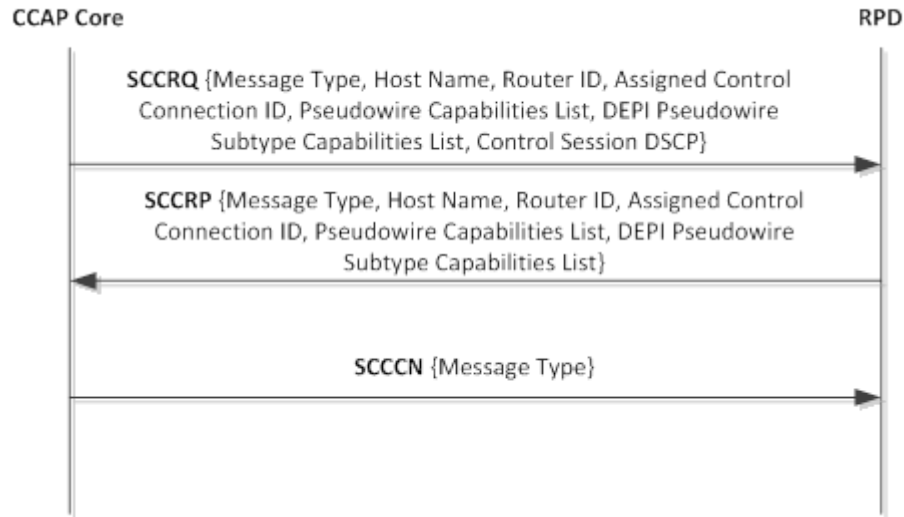 CCAP Core
RPD
SCCRQ {Message Type, Host Name, Router ID, Assigned Control
Connection ID, Pseudowire Capabilities List, DEPI Pseudowire
Subtype Capabilities List, Control Session DSCP}
SCCRP {Message Type, Host Name, Router ID, Assigned Control
Connection ID, Pseudowire Capabilities List, DEPI Pseudowire
Subtype Capabilities List}
SCCCN {Message Type}